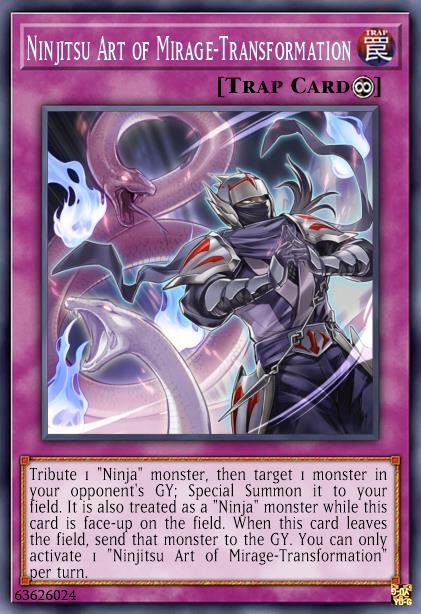 Ninjitsu Art of Mirage-Transformation
TRAP
罠
[Trap Card]
Tribute 1 "Ninja" monster, then target 1 monster in
your opponent's GY; Special Summon it to your
field. It is also treated as a "Ninja" monster while this
card is face-up on the field. When this card leaves
the field, send that monster to the GY. You can only
activate 1 "Ninjitsu Art of Mirage-Transformation"
per turn.
63626024